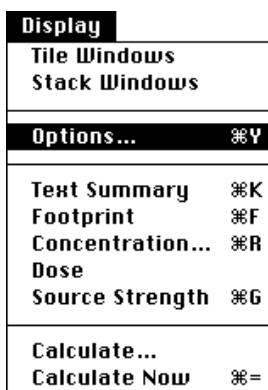 Display
Tile Windows
Stack Windows
Options... ⌘Y
Text Summary ⌘K
Footprint ⌘F
Concentration... ⌘R
Dose
Source Strength ⌘G
Calculate...
Calculate Now ⌘=